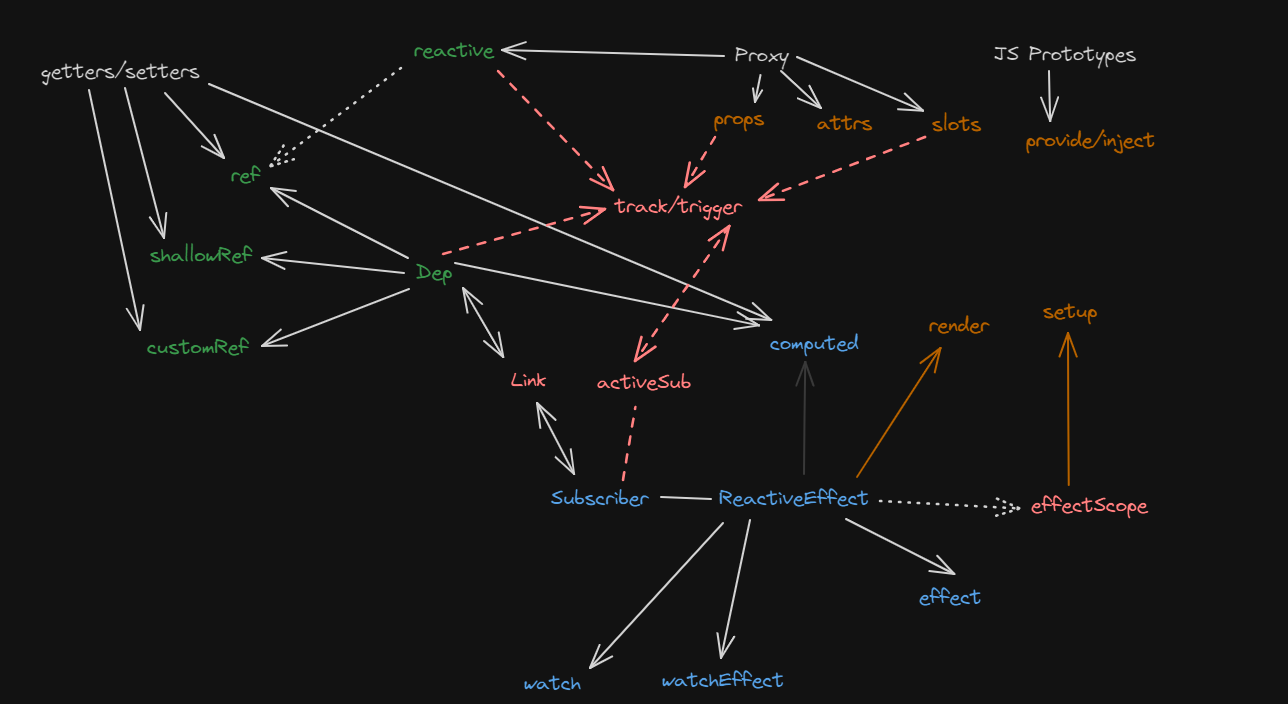 reactive
Proxy
JS Prototypes
getters/setters
props
attrs
slots
provide/inject
ref
track/trigger
shallowRef
Dep
render
setup
customRef
computed
Link
activeSub
Subscriber
ReactiveEffect
effectScope
effect
watch
watchEffect